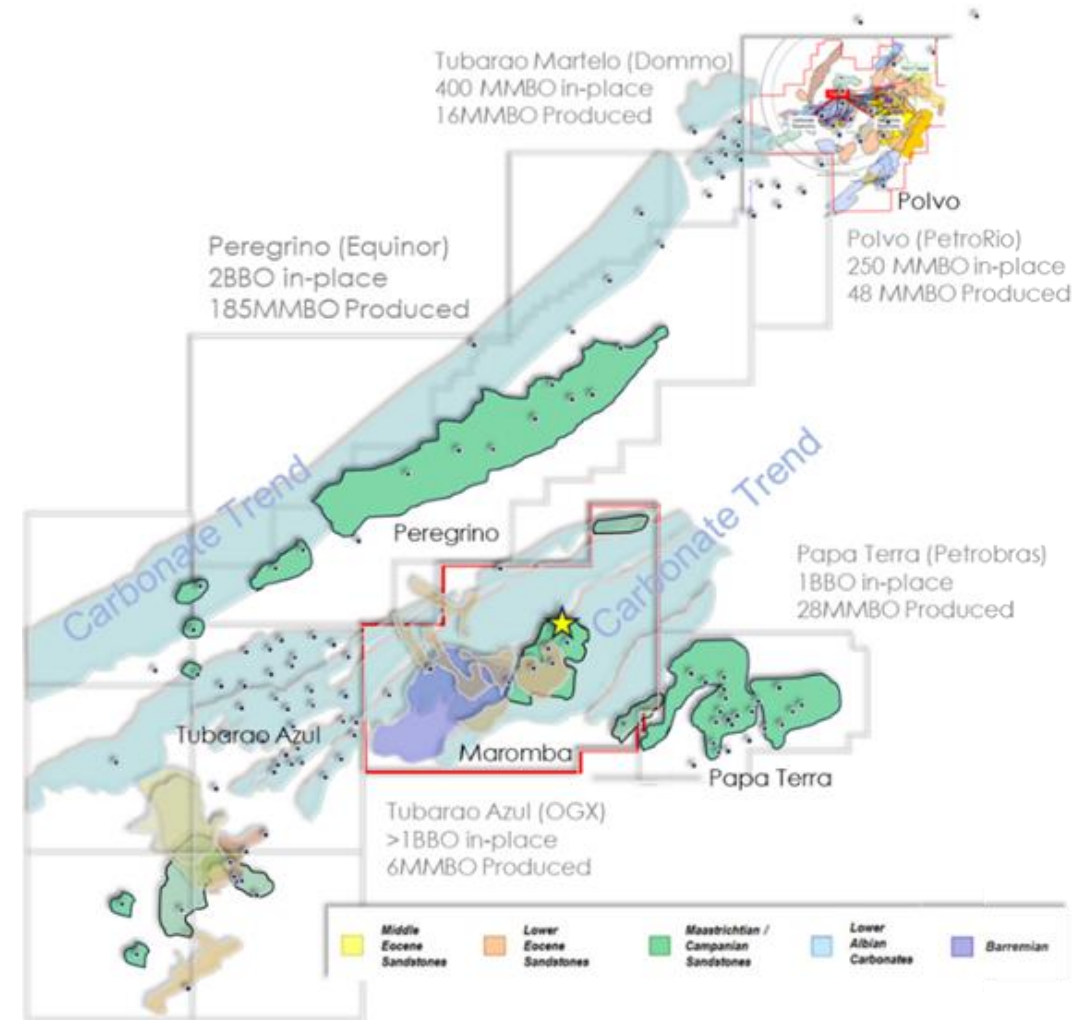 Tubarao Martelo (Dommo)
400 MMBO in-place
16MMBO Produced
Polvo
Polvo (PetroRio)
250 MMBO in-place
48 MMBO Produced
Peregrino (Equinor)
2BBO in-place
185MMBO Produced
Carbonate Trend
Peregrino
Carbonate Trend
Papa Terra (Petrobras)
1BBO in-place
28MMBO Produced
Tubarao Azul
Maromba
Papa Terra
Tubarao Azul (OGX)
>1BBO in-place
6MMBO Produced
Middle
Eocene
Sandstones
Lower
Eocene
Sandstones
Maastrichtian /
Campanian
Sandstones
Lower
Albian
Carbonates
Barremian